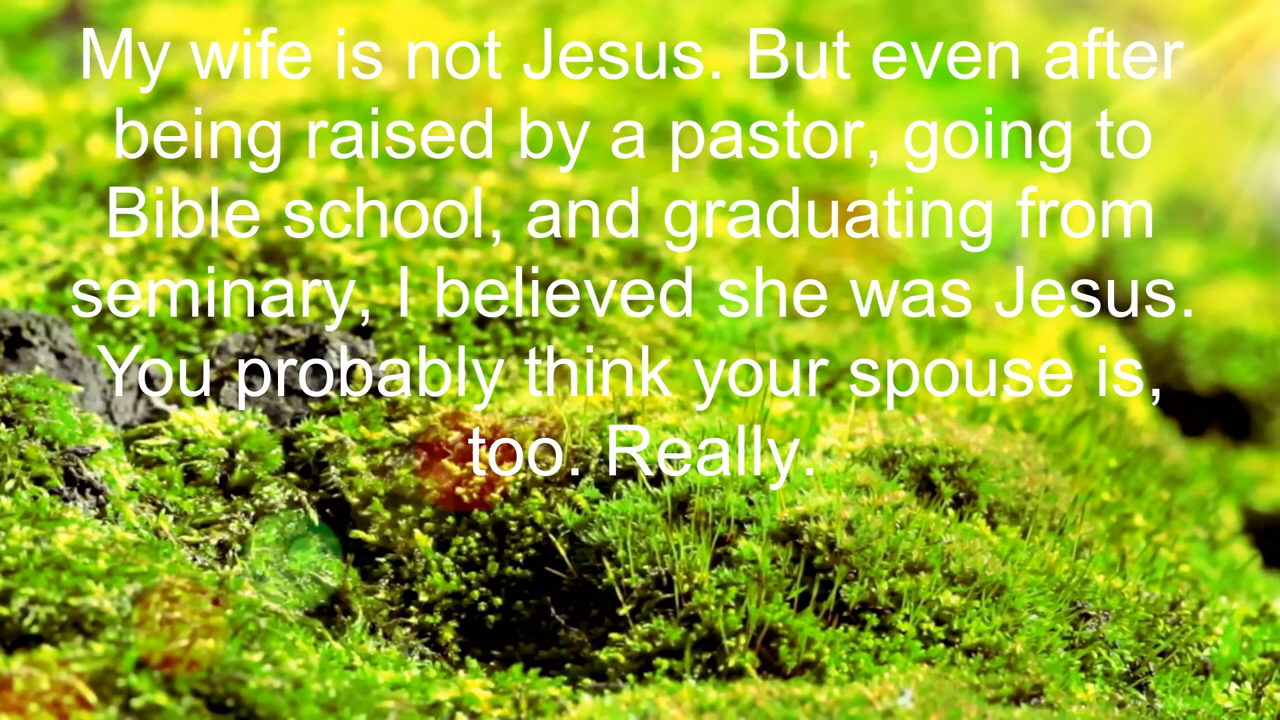 My wife is not Jesus. But even after
being raised by a pastor, going to
Bible school, and graduating from
seminary, I believed she was Jesus.
You probably think your spouse is,
too. Really.